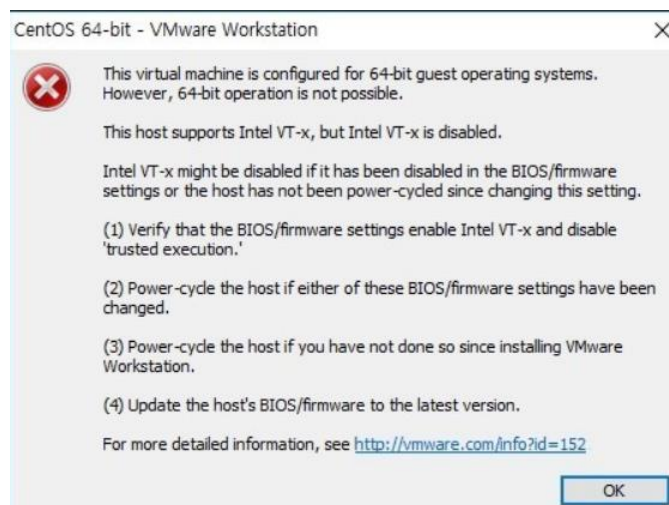 CentOS 64-bit - VMware Workstation
This virtual machine is configured for 64-bit guest operating systems.
However, 64-bit operation is not possible.
This host supports Intel VT-x, but Intel VT-x is disabled.
Intel VT-x might be disabled if it has been disabled in the BIOS/firmware
settings or the host has not been power-cycled since changing this setting.
(1) Verify that the BIOS/firmware settings enable Intel VT-x and disable
'trusted execution.'
(2) Power-cycle the host if either of these BIOS/firmware settings have been
changed.
(3) Power-cycle the host if you have not done so since installing VMware
Workstation.
(4) Update the host's BIOS/firmware to the latest version.
For more detailed information, see http://vmware.com/info?id=152
OK